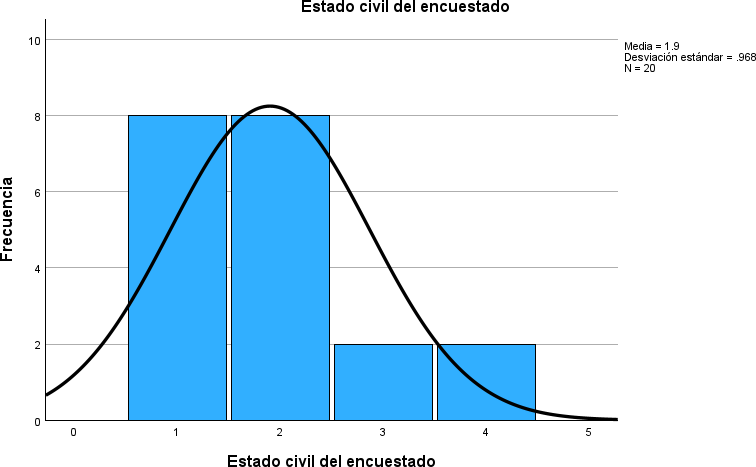 Estado civil del encuestado
Media = 1.9
Desviación estándar = .968
N = 20
Frecuencia
10
8
6
4
2
0
0 1 2 3 4 5
Estado civil del encuestado